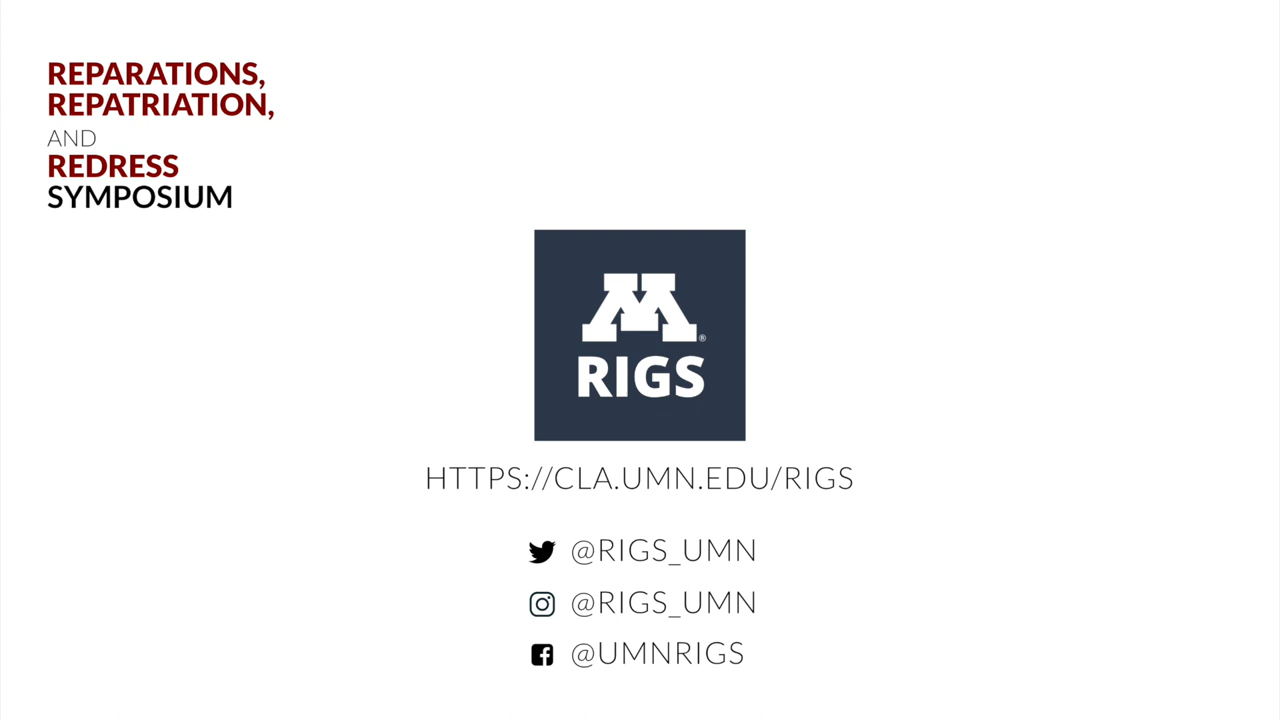 REPARATIONS,
REPATRIATION,
AND
REDRESS
SYMPOSIUM
M®
RIGS
HTTPS://CLA.UMN.EDU/RIGS
@RIGS_UMN
@RIGS_UMN
@UMNRIGS